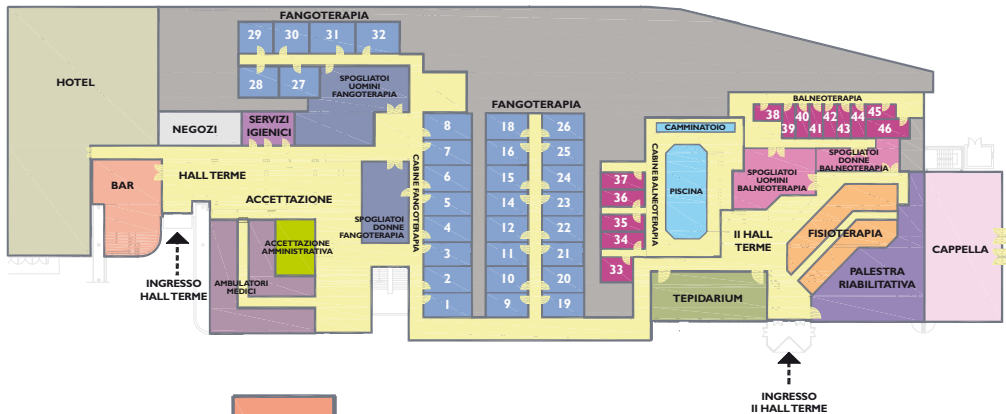 FANGOTERAPIA
29 30 31 32
HOTEL
28 27
SPOGLIATOI
UOMINI
FANGOTERAPIA
NEGOZI
SERVIZI
IGIENICI
BAR
HALL TERME
ACCETTAZIONE
ACCETTAZIONE
AMMINISTRATIVA
AMBULATORI
MEDICI
INGRESSO
HALL TERME
SPOGLIATOI
DONNE
FANGOTERAPIA
CABINE FANGOTERAPIA
8
7
6
5
4
3
2
1
FANGOTERAPIA
18 26
16 25
15 24
14 23
12 22
11 21
10 20
9 19
37
36
35
34
33
CABINE BALNEOTERAPIA
CAMMINATOIO
PISCINA
BALNEOTERAPIA
38 40 42 44 45
39 41 43 46
SPOGLIATOI
UOMINI
BALNEOTERAPIA
SPOGLIATOI
DONNE
BALNEOTERAPIA
II HALL
TERME
FISIOTERAPIA
PALESTRA
RIABILITATIVA
CAPPELLA
TEPIDARIUM
INGRESSO
II HALL TERME